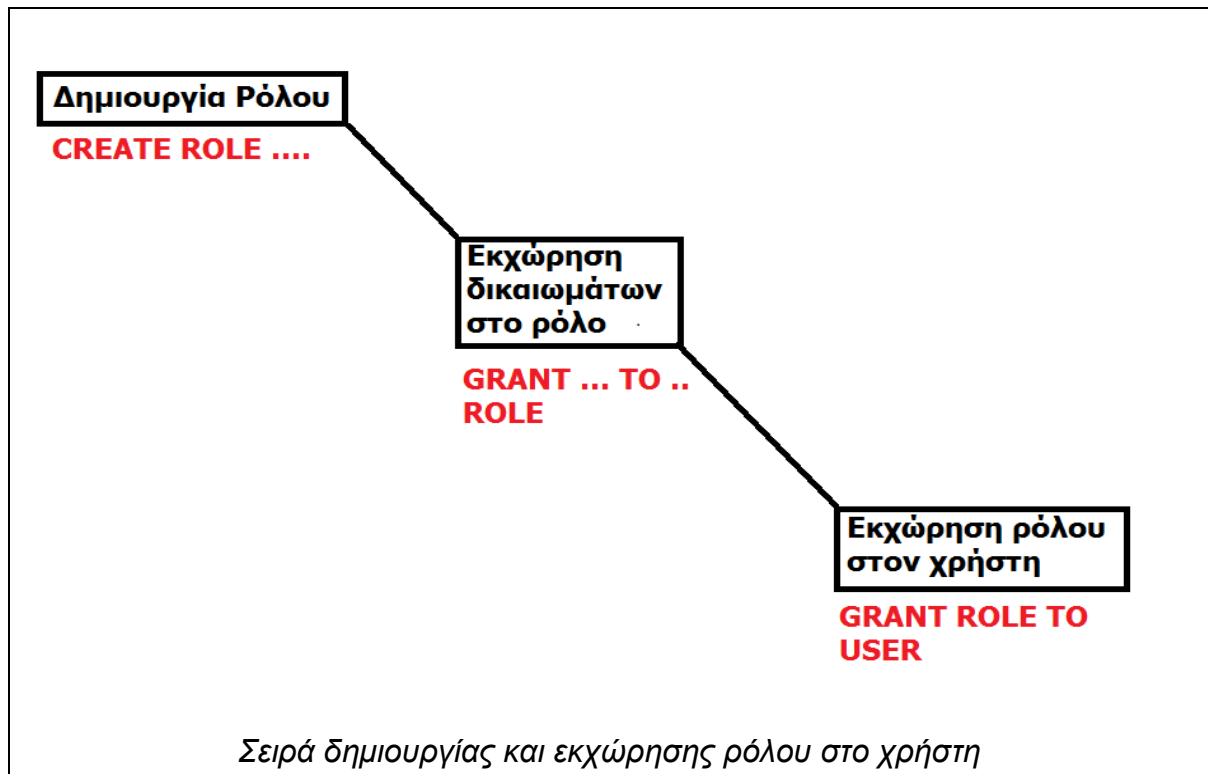 Δημιουργία Ρόλου
CREATE ROLE ....
Εκχώρηση
δικαιωμάτων
στο ρόλο
GRANT ... TO ..
ROLE
Εκχώρηση ρόλου
στον χρήστη
GRANT ROLE TO
USER
Σειρά δημιουργίας και εκχώρησης ρόλου στο χρήστη